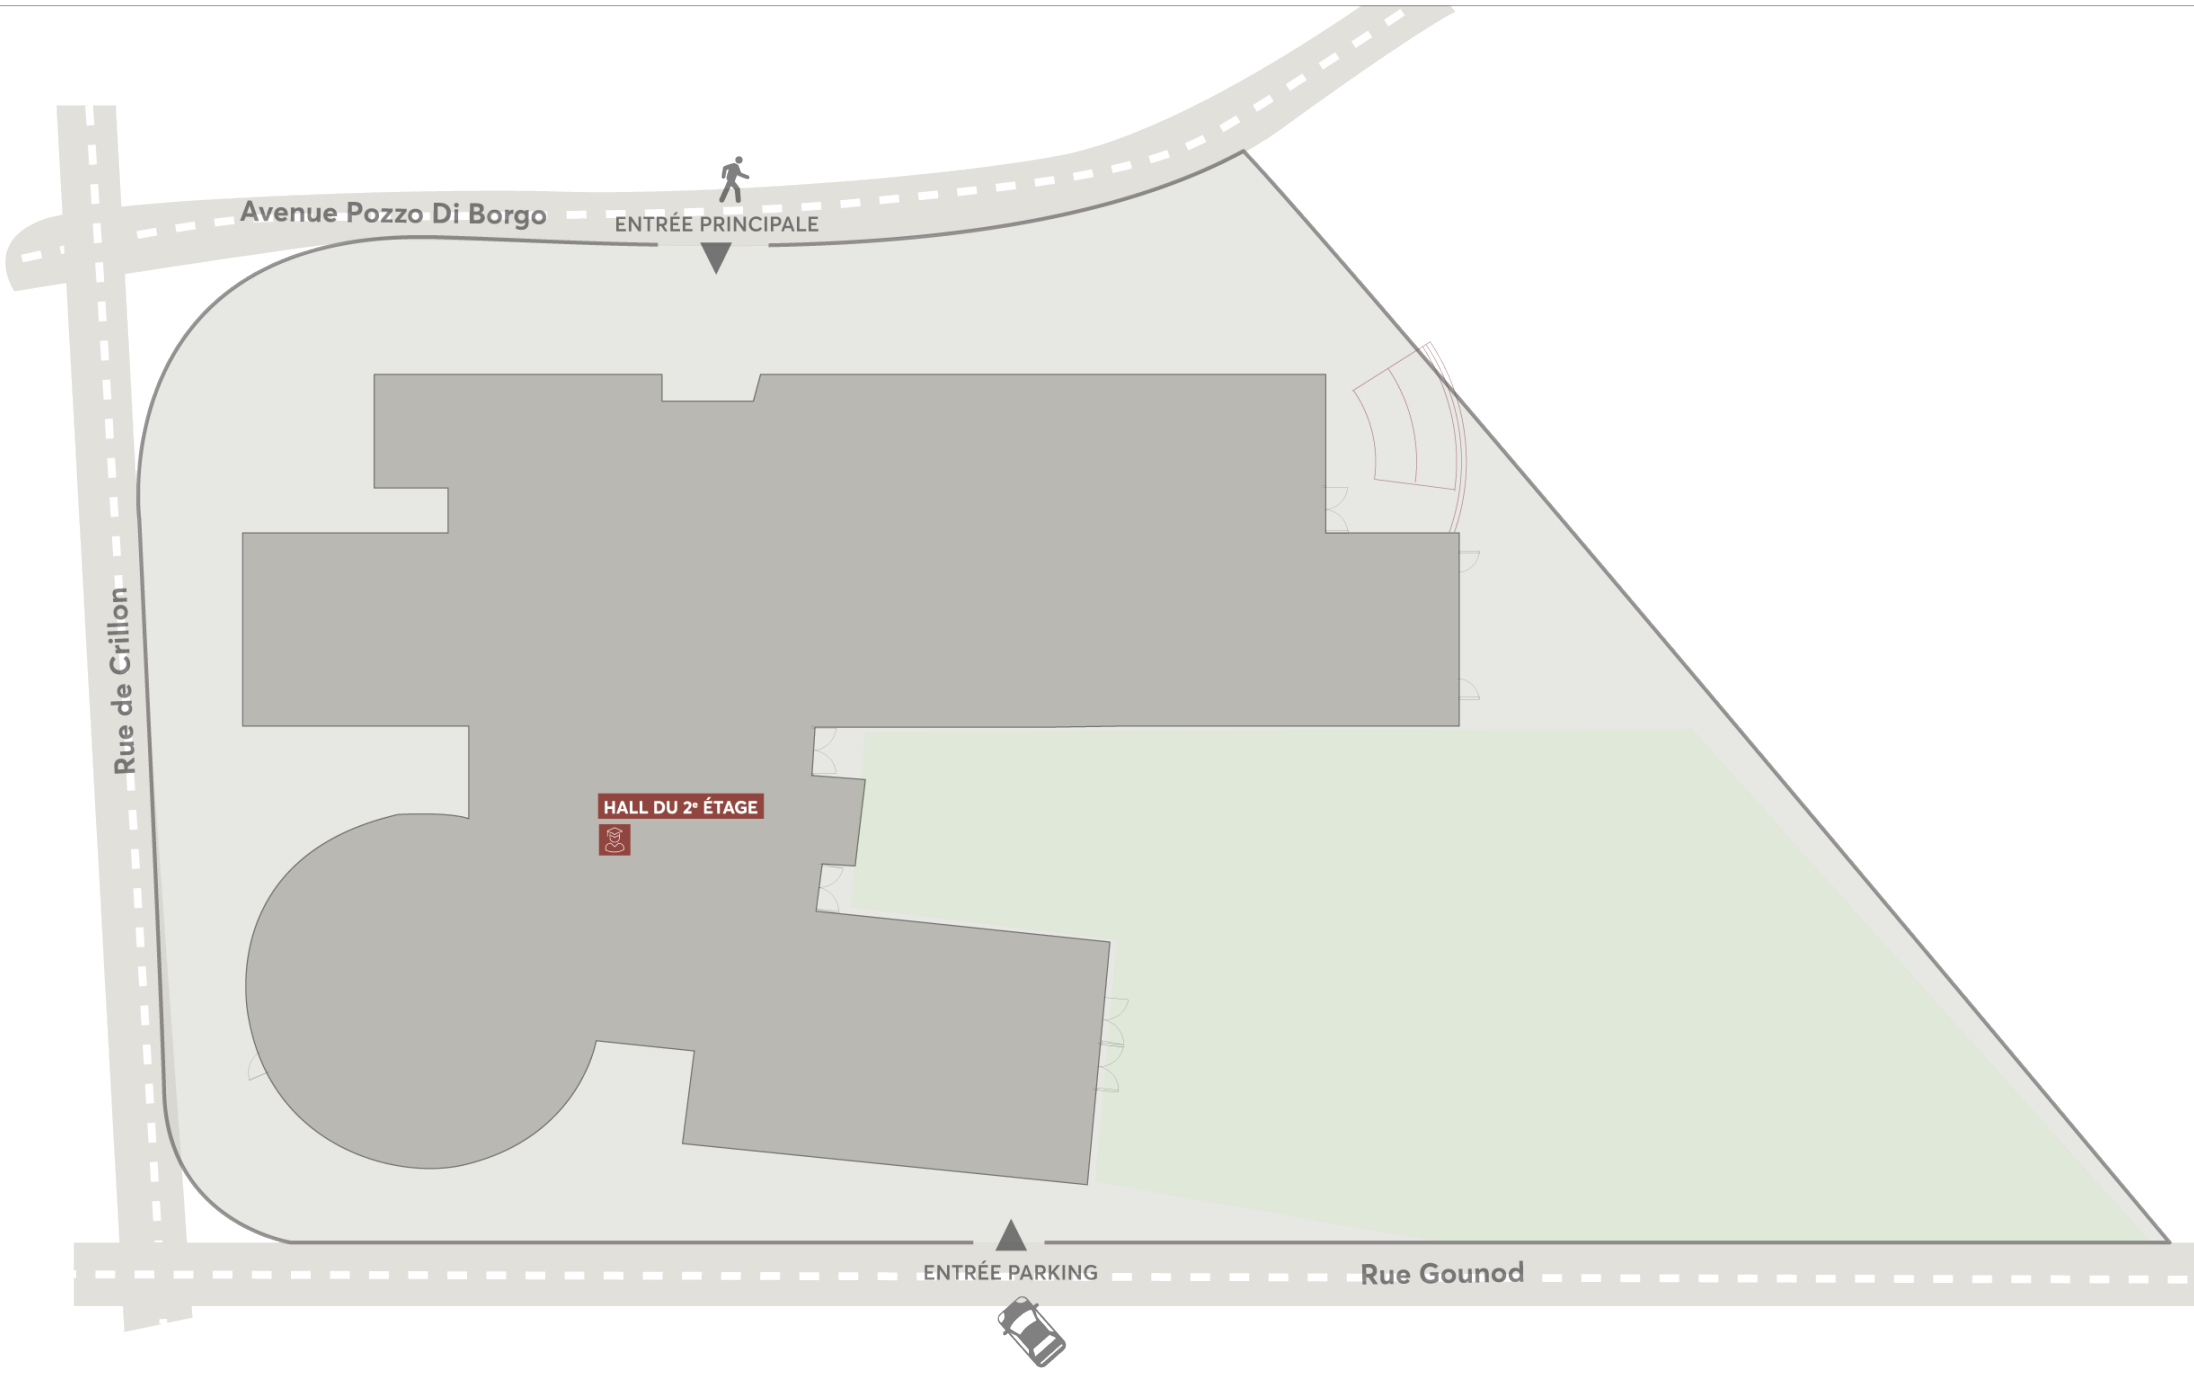 Avenue Pozzo Di Borgo
ENTRÉE PRINCIPALE
Rue de Crillon
HALL DU 2ᵉ ÉTAGE
ENTRÉE PARKING
Rue Gounod